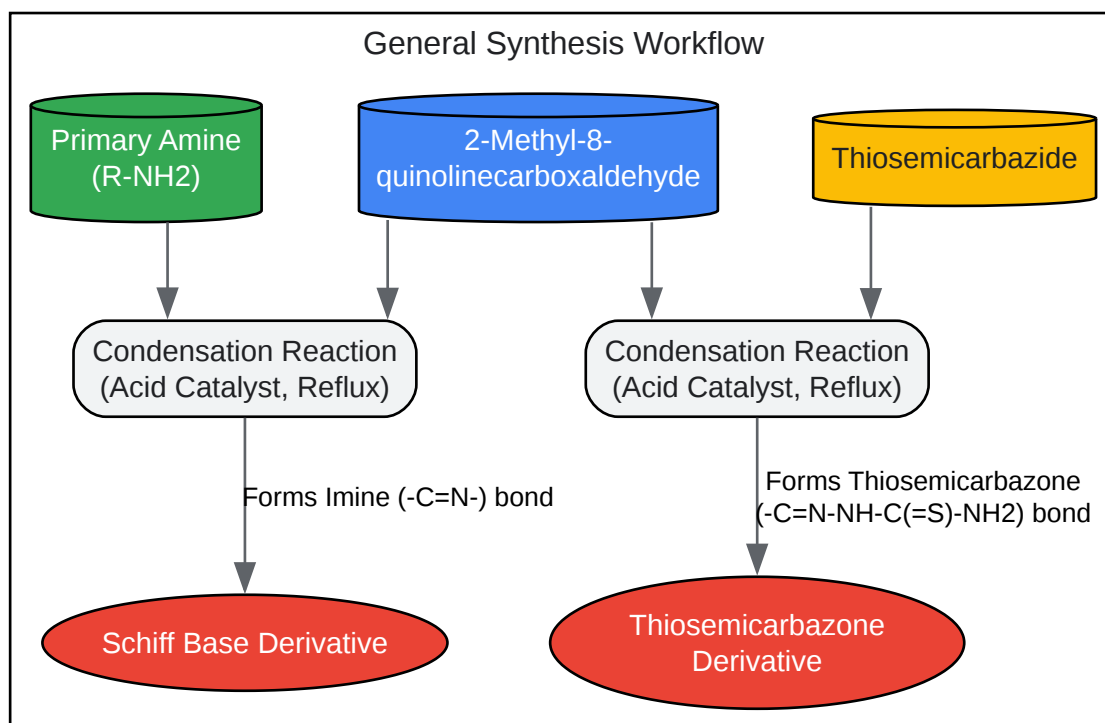 General Synthesis Workflow
Primary Amine
(R-NH2)
2-Methyl-8-
quinolinecarboxaldehyde
Thiosemicarbazide
Condensation Reaction
(Acid Catalyst, Reflux)
Condensation Reaction
(Acid Catalyst, Reflux)
Forms Imine (-C=N-) bond
Forms Thiosemicarbazone
(-C=N-NH-C(=S)-NH2) bond
Schiff Base Derivative
Thiosemicarbazone
Derivative